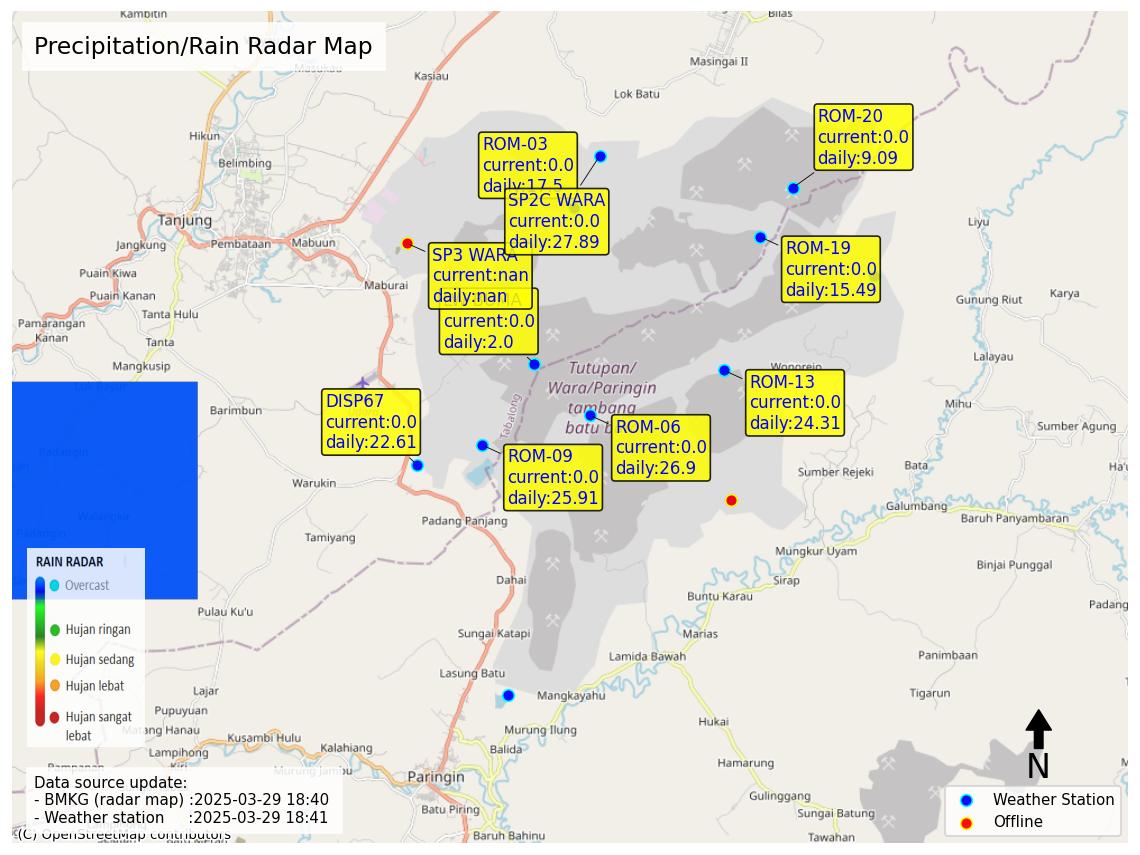 Precipitation/Rain Radar Map
Kambitin
Bilas
Masingai II
Kasiau
Lok Batu
Hikun
Belimbing
Tanjung
Jangkung
Pembataan
Mabuun
Puain Kiwa
Puain Kanan
Maburai
Tanta Hulu
Pamarangan
Kanan
Tanta
Mangkusip
Liyu
Gunung Riut
Karya
Lalayau
Mihu
Sumber Agung
ROM-03
current:0.0
daily:17.5
SP2C WARA
current:0.0
daily:27.89
ROM-20
current:0.0
daily:9.09
ROM-19
current:0.0
daily:15.49
SP3 WARA
current:nan
daily:nan
current:0.0
daily:2.0
Tutupan/
Wara/Paringin
tambang
batu
Wonorejo
ROM-13
current:0.0
daily:24.31
DISP67
current:0.0
daily:22.61
ROM-06
current:0.0
daily:26.9
ROM-09
current:0.0
daily:25.91
Tabalong
Barimbun
Padangin
Walangkir
Padangin
Warukin
Padang Panjang
Tamiyang
Sumber Rejeki
Bata
Galumbang
Baruh Panyambaran
Ha'u
Mungkur Uyam
Binjai Punggal
Sirap
Buntu Karau
Padang
Dahai
Pulau Ku'u
Sungai Katapi
Marias
Lamida Bawah
Panimbaan
Lasung Batu
Tigarun
Mangkayahu
Lajar
Pupuyuan
Matang Hanau
Lampihong
Kusambi Hulu
Kalahiang
Murung Jambu
Murung Ilung
Balida
Hukai
Hamarung
Paringin
Batu Piring
Baruh Bahinu
Gulinggang
Sungai Batung
Tawahan
RAIN RADAR
Overcast
Hujan ringan
Hujan sedang
Hujan lebat
Hujan sangat
lebat
Data source update:
- BMKG (radar map) :2025-03-29 18:40
- Weather station :2025-03-29 18:41
(C) OpenStreetMap contributors
N
Weather Station
Offline